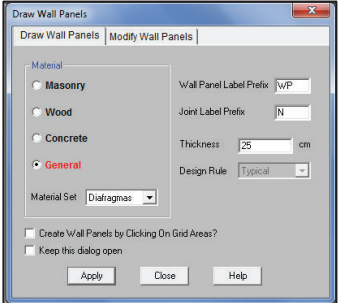 Draw Wall Panels
Draw Wall Panels Modify Wall Panels
Material
Masonry
Wood
Concrete
General
Material Set Diafragmas
Wall Panel Label Prefix WP
Joint Label Prefix N
Thickness 25 cm
Design Rule Typical
Create Wall Panels by Clicking On Grid Areas?
Keep this dialog open
Apply Close Help